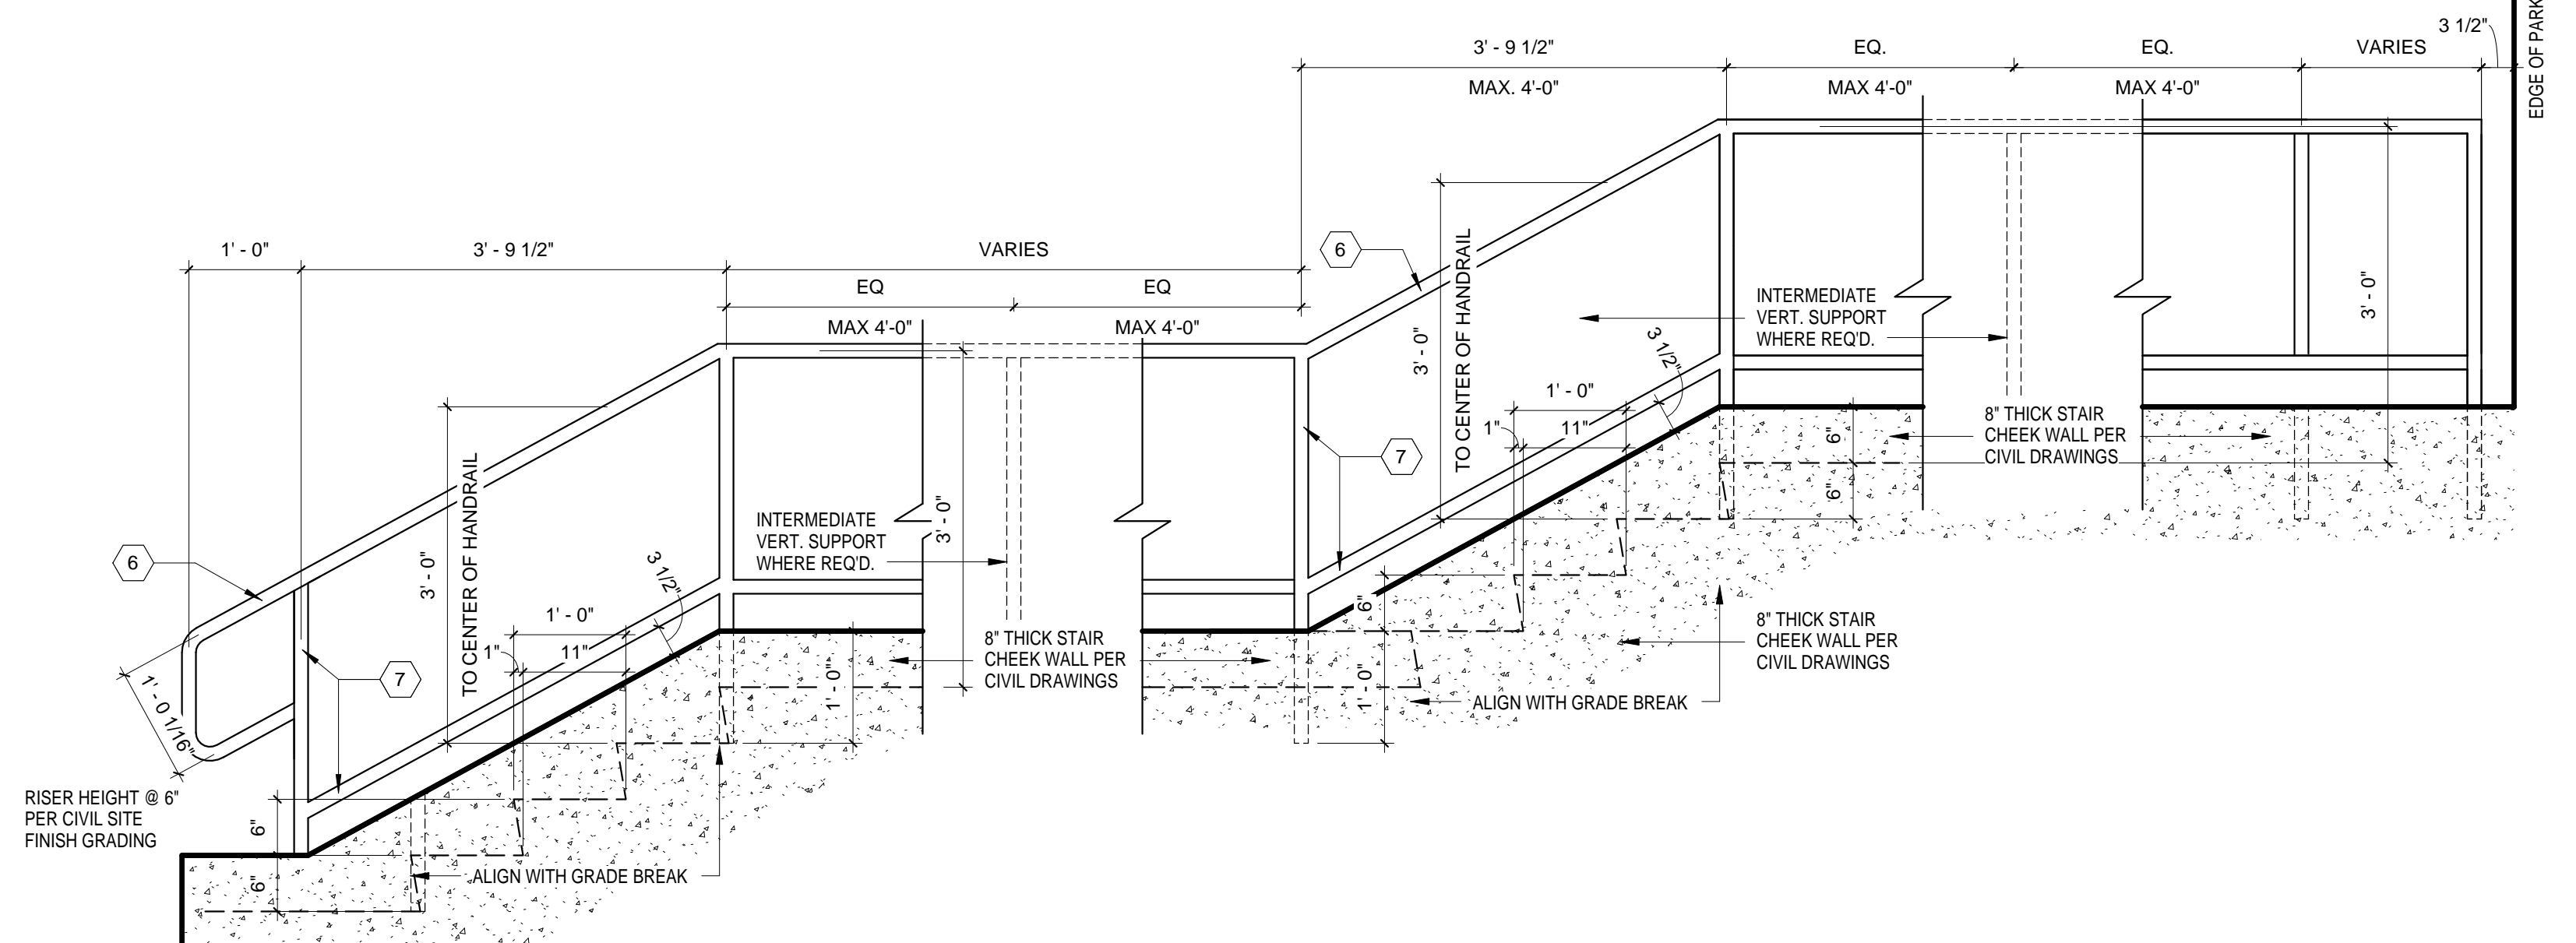 3 1/2"
3' - 9 1/2"
EQ.
EQ.
VARIES
MAX. 4'-0"
MAX 4'-0"
MAX 4'-0"
EDGE OF PARK
1' - 0"
3' - 9 1/2"
VARIES
6
EQ
EQ
MAX 4'-0"
MAX 4'-0"
3' - 0"
TO CENTER OF HANDRAIL
INTERMEDIATE
VERT. SUPPORT
WHERE REQ'D.
3' - 0"
3 1/2"
1' - 0"
1"
11"
8" THICK STAIR
CHEEK WALL PER
CIVIL DRAWINGS
6"
6"
7
6
3' - 0"
TO CENTER OF HANDRAIL
INTERMEDIATE
VERT. SUPPORT
WHERE REQ'D.
3' - 0"
3 1/2"
1' - 0"
1"
11"
8" THICK STAIR
CHEEK WALL PER
CIVIL DRAWINGS
1' - 0"
6"
1' - 0"
8" THICK STAIR
CHEEK WALL PER
CIVIL DRAWINGS
ALIGN WITH GRADE BREAK
7
1' - 0 1/16"
RISER HEIGHT @ 6"
PER CIVIL SITE
FINISH GRADING
6"
6"
ALIGN WITH GRADE BREAK